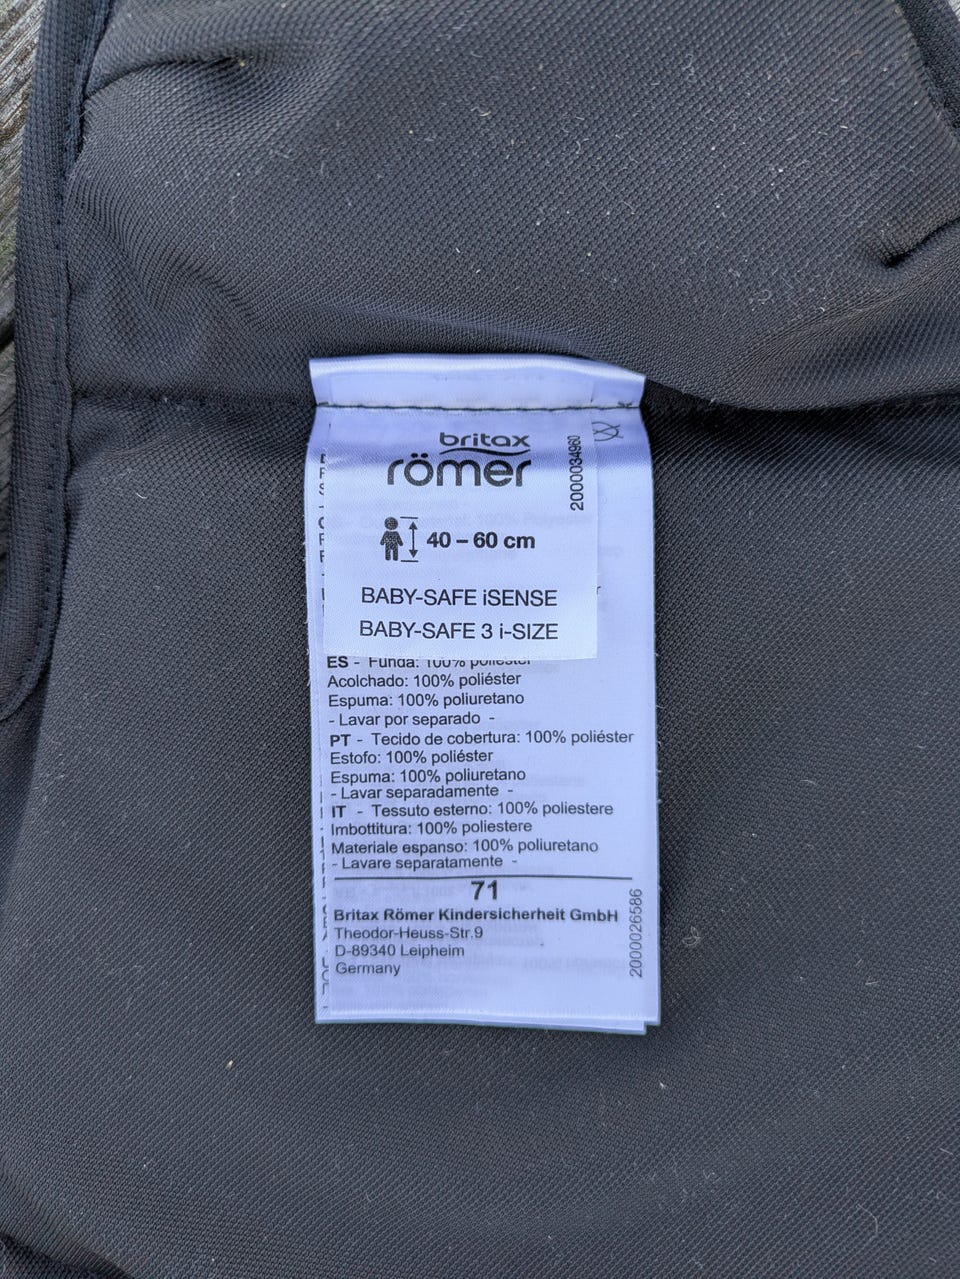 britax
römer
2000034960
40 – 60 cm
BABY-SAFE iSENSE
BABY-SAFE 3 i-SIZE
ES - Funda: 100% poliéster
Acolchado: 100% poliéster
Espuma: 100% poliuretano
- Lavar por separado -
PT - Tecido de cobertura: 100% poliéster
Estofo: 100% poliéster
Espuma: 100% poliuretano
- Lavar separadamente -
IT - Tessuto esterno: 100% poliestere
Imbottitura: 100% poliestere
Materiale espanso: 100% poliuretano
- Lavare separatamente -
71
Britax Römer Kindersicherheit GmbH
Theodor-Heuss-Str.9
D-89340 Leipheim
Germany
2000026586